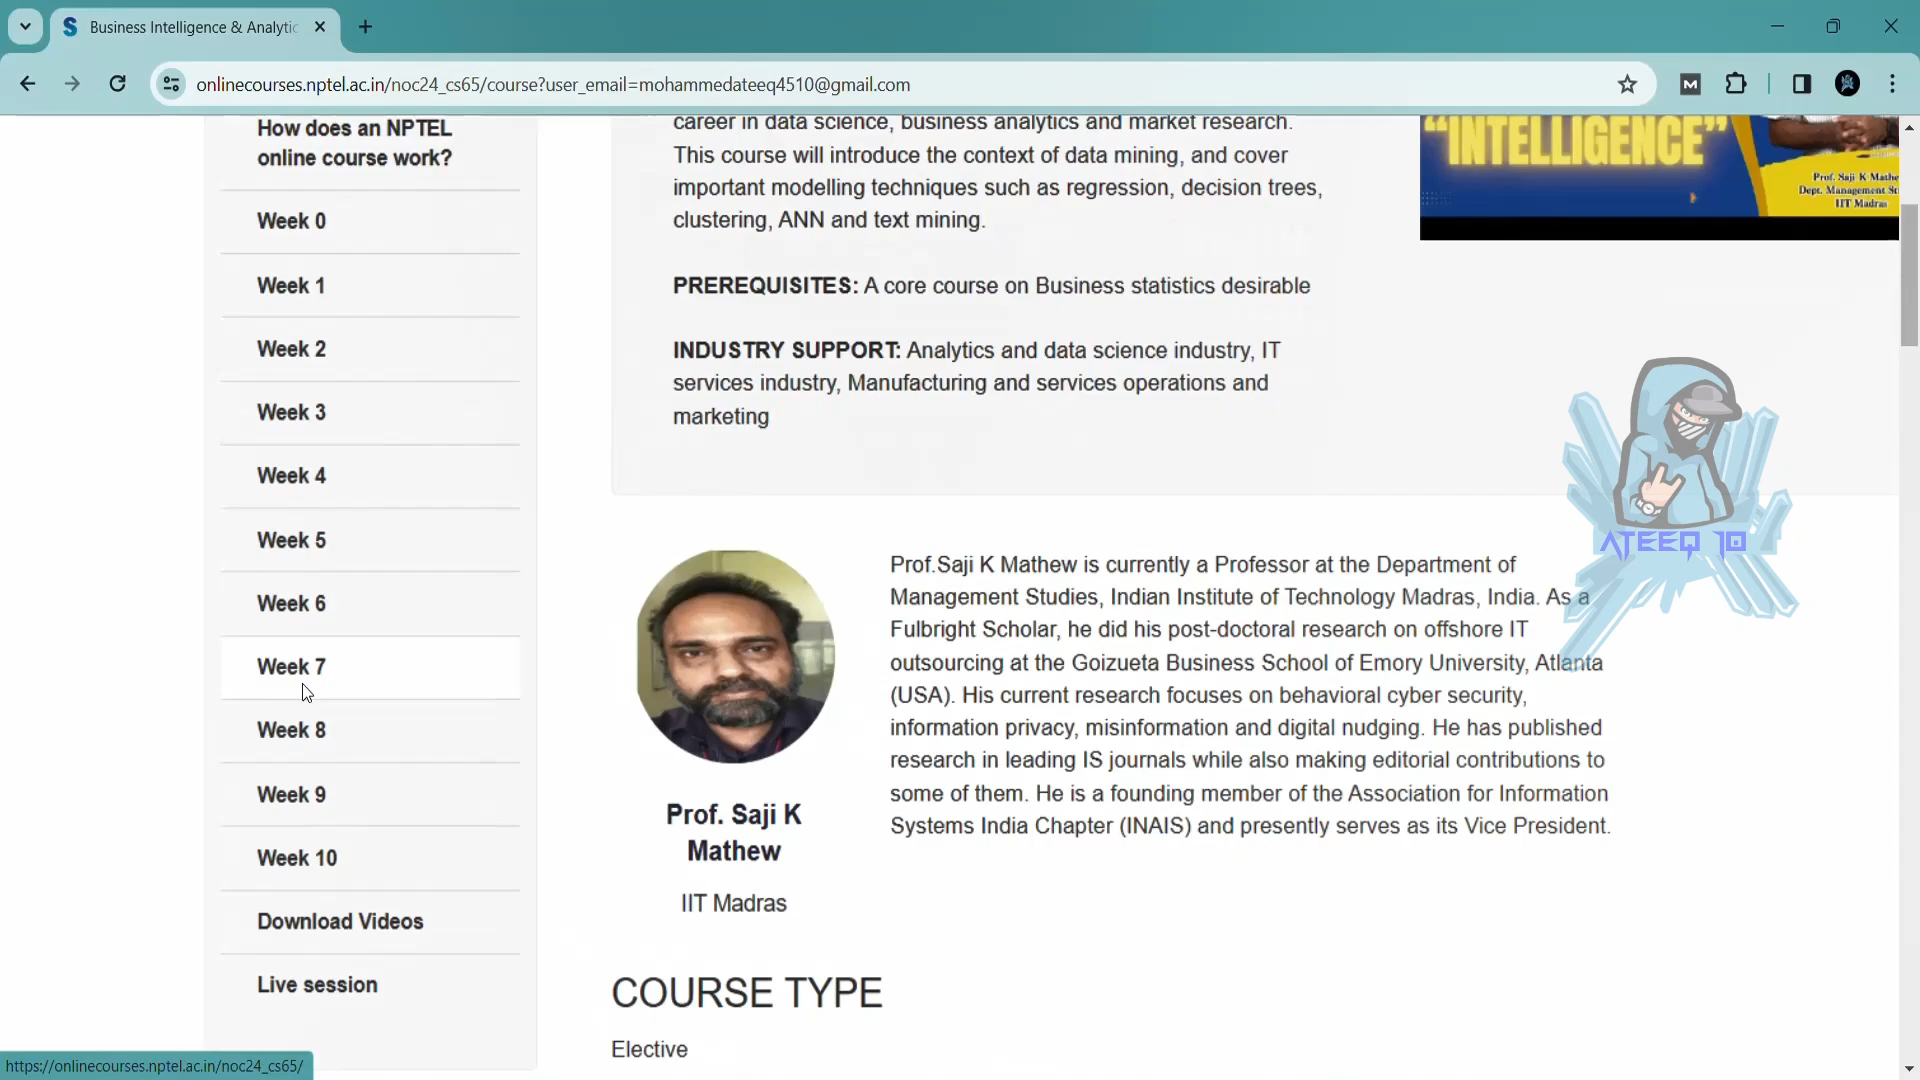 Business Intelligence & Analytic
onlinecourses.nptel.ac.in/noc24_cs65/course?user_email=mohammedateeq4510@gmail.com
How does an NPTEL
online course work?
Week 0
Week 1
Week 2
Week 3
Week 4
Week 5
Week 6
Week 7
Week 8
Week 9
Week 10
Download Videos
Live session
career in data science, business analytics and market research.
This course will introduce the context of data mining, and cover
important modelling techniques such as regression, decision trees,
clustering, ANN and text mining.
PREREQUISITES: A core course on Business statistics desirable
INDUSTRY SUPPORT: Analytics and data science industry, IT
services industry, Manufacturing and services operations and
marketing
"INTELLIGENCE"
Prof. Saji K Mathe
Dept. Management St
IIT Madras
ATEEQ 10
Prof. Saji K
Mathew
IIT Madras
Prof.Saji K Mathew is currently a Professor at the Department of
Management Studies, Indian Institute of Technology Madras, India. As a
Fulbright Scholar, he did his post-doctoral research on offshore IT
outsourcing at the Goizueta Business School of Emory University, Atlanta
(USA). His current research focuses on behavioral cyber security,
information privacy, misinformation and digital nudging. He has published
research in leading IS journals while also making editorial contributions to
some of them. He is a founding member of the Association for Information
Systems India Chapter (INAIS) and presently serves as its Vice President.
COURSE TYPE
Elective
https://onlinecourses.nptel.ac.in/noc24_cs65/